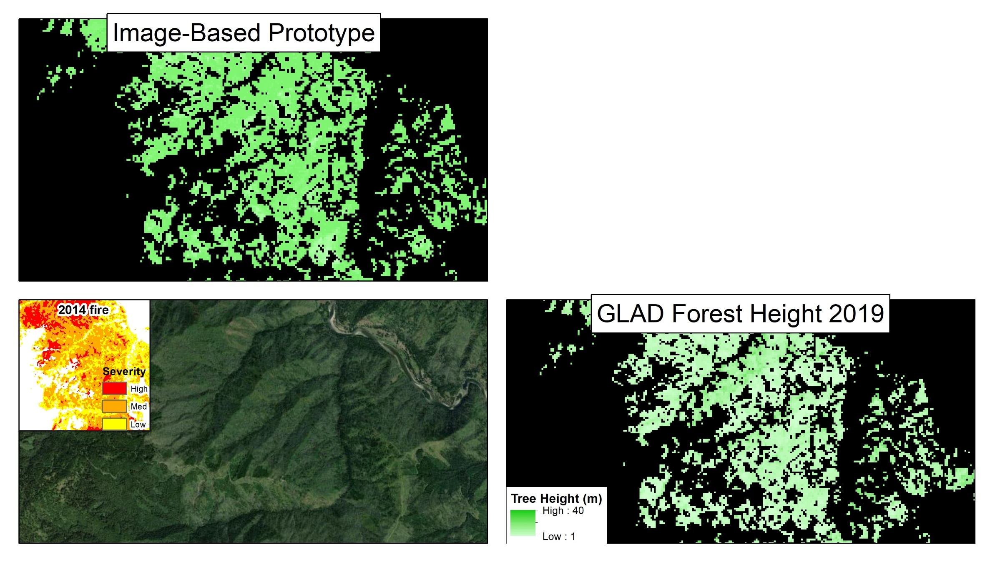 Image-Based Prototype
2014 fire
Severity
High
Med
Low
GLAD Forest Height 2019
Tree Height (m)
High : 40
Low : 1